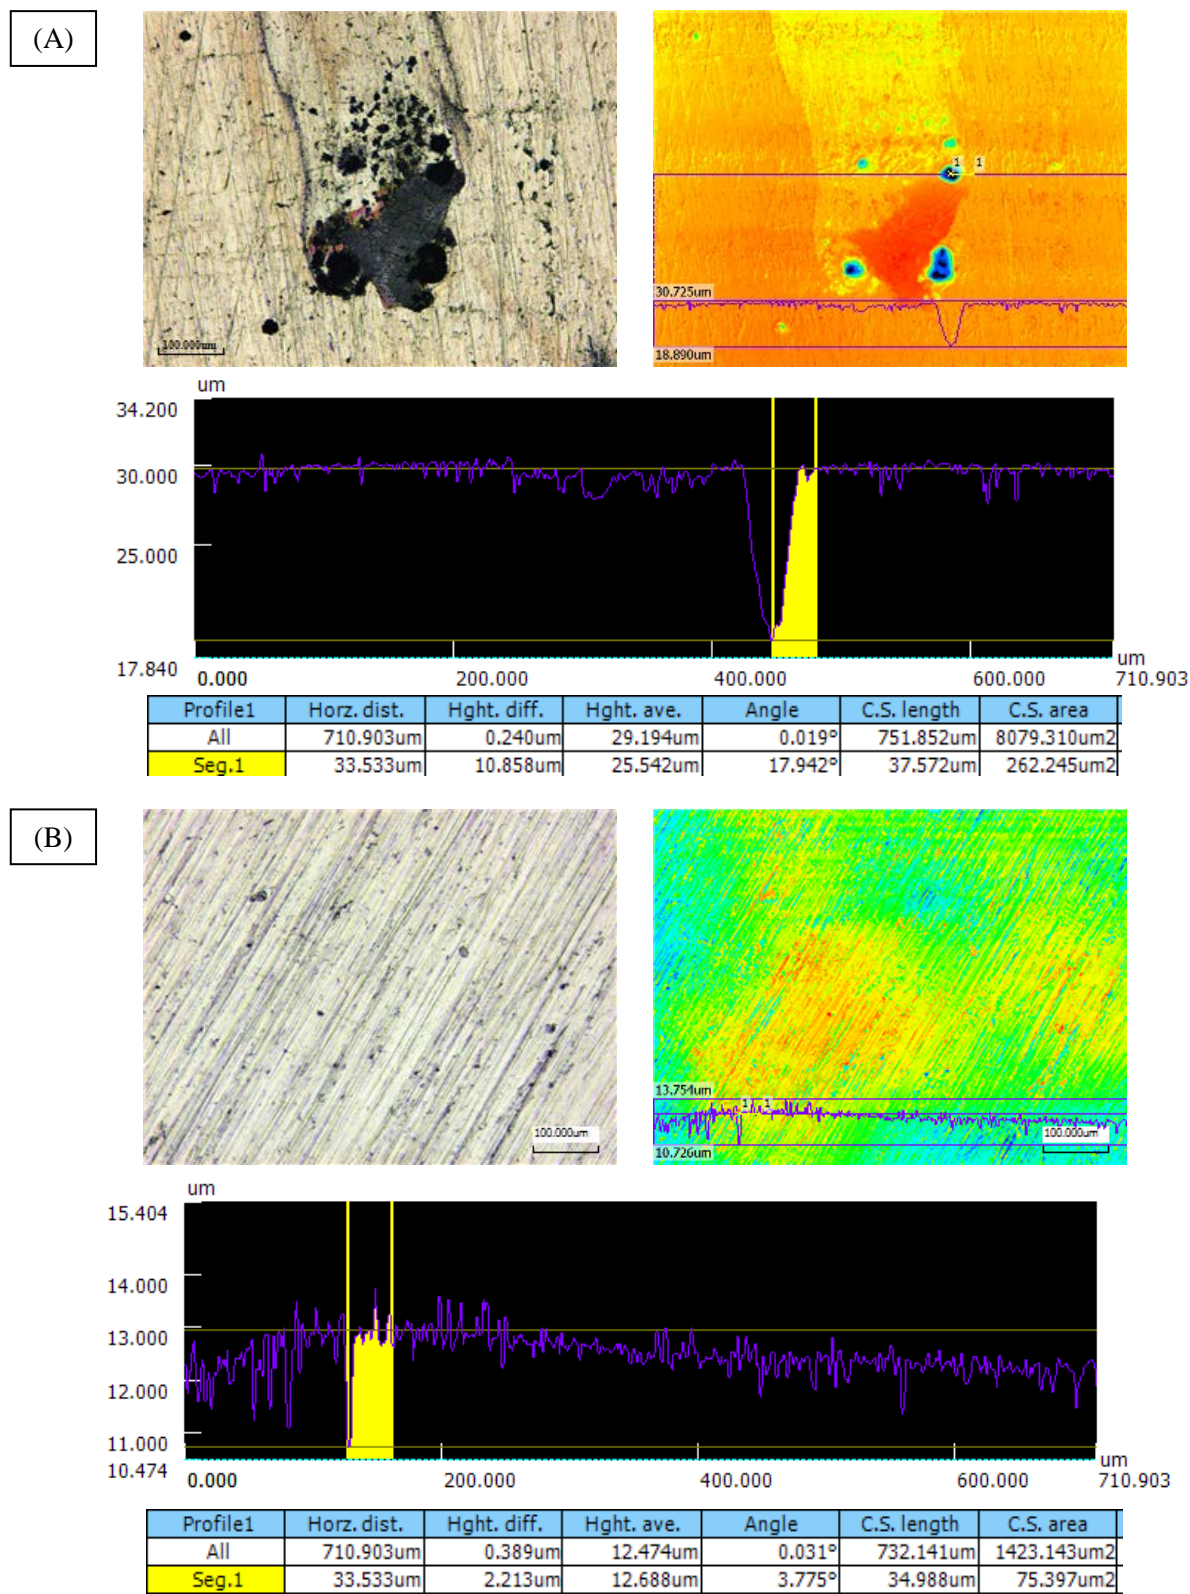 (A)
1 1
30.725um
18.890um
100.000um
um
34.200
30.000
25.000
17.840
um
0.000 200.000 400.000 600.000 710.903
Profile1 Horz. dist. Hght. diff. Hght. ave. Angle C.S. length C.S. area
All 710.903um 0.240um 29.194um 0.019° 751.852um 8079.310um2
Seg.1 33.533um 10.858um 25.542um 17.942° 37.572um 262.245um2
(B)
13.754um
1 1
100.000um
100.000um
10.726um
um
15.404
14.000
13.000
12.000
11.000
10.474
um
0.000 200.000 400.000 600.000 710.903
Profile1 Horz. dist. Hght. diff. Hght. ave. Angle C.S. length C.S. area
All 710.903um 0.389um 12.474um 0.031° 732.141um 1423.143um2
Seg.1 33.533um 2.213um 12.688um 3.775° 34.988um 75.397um2